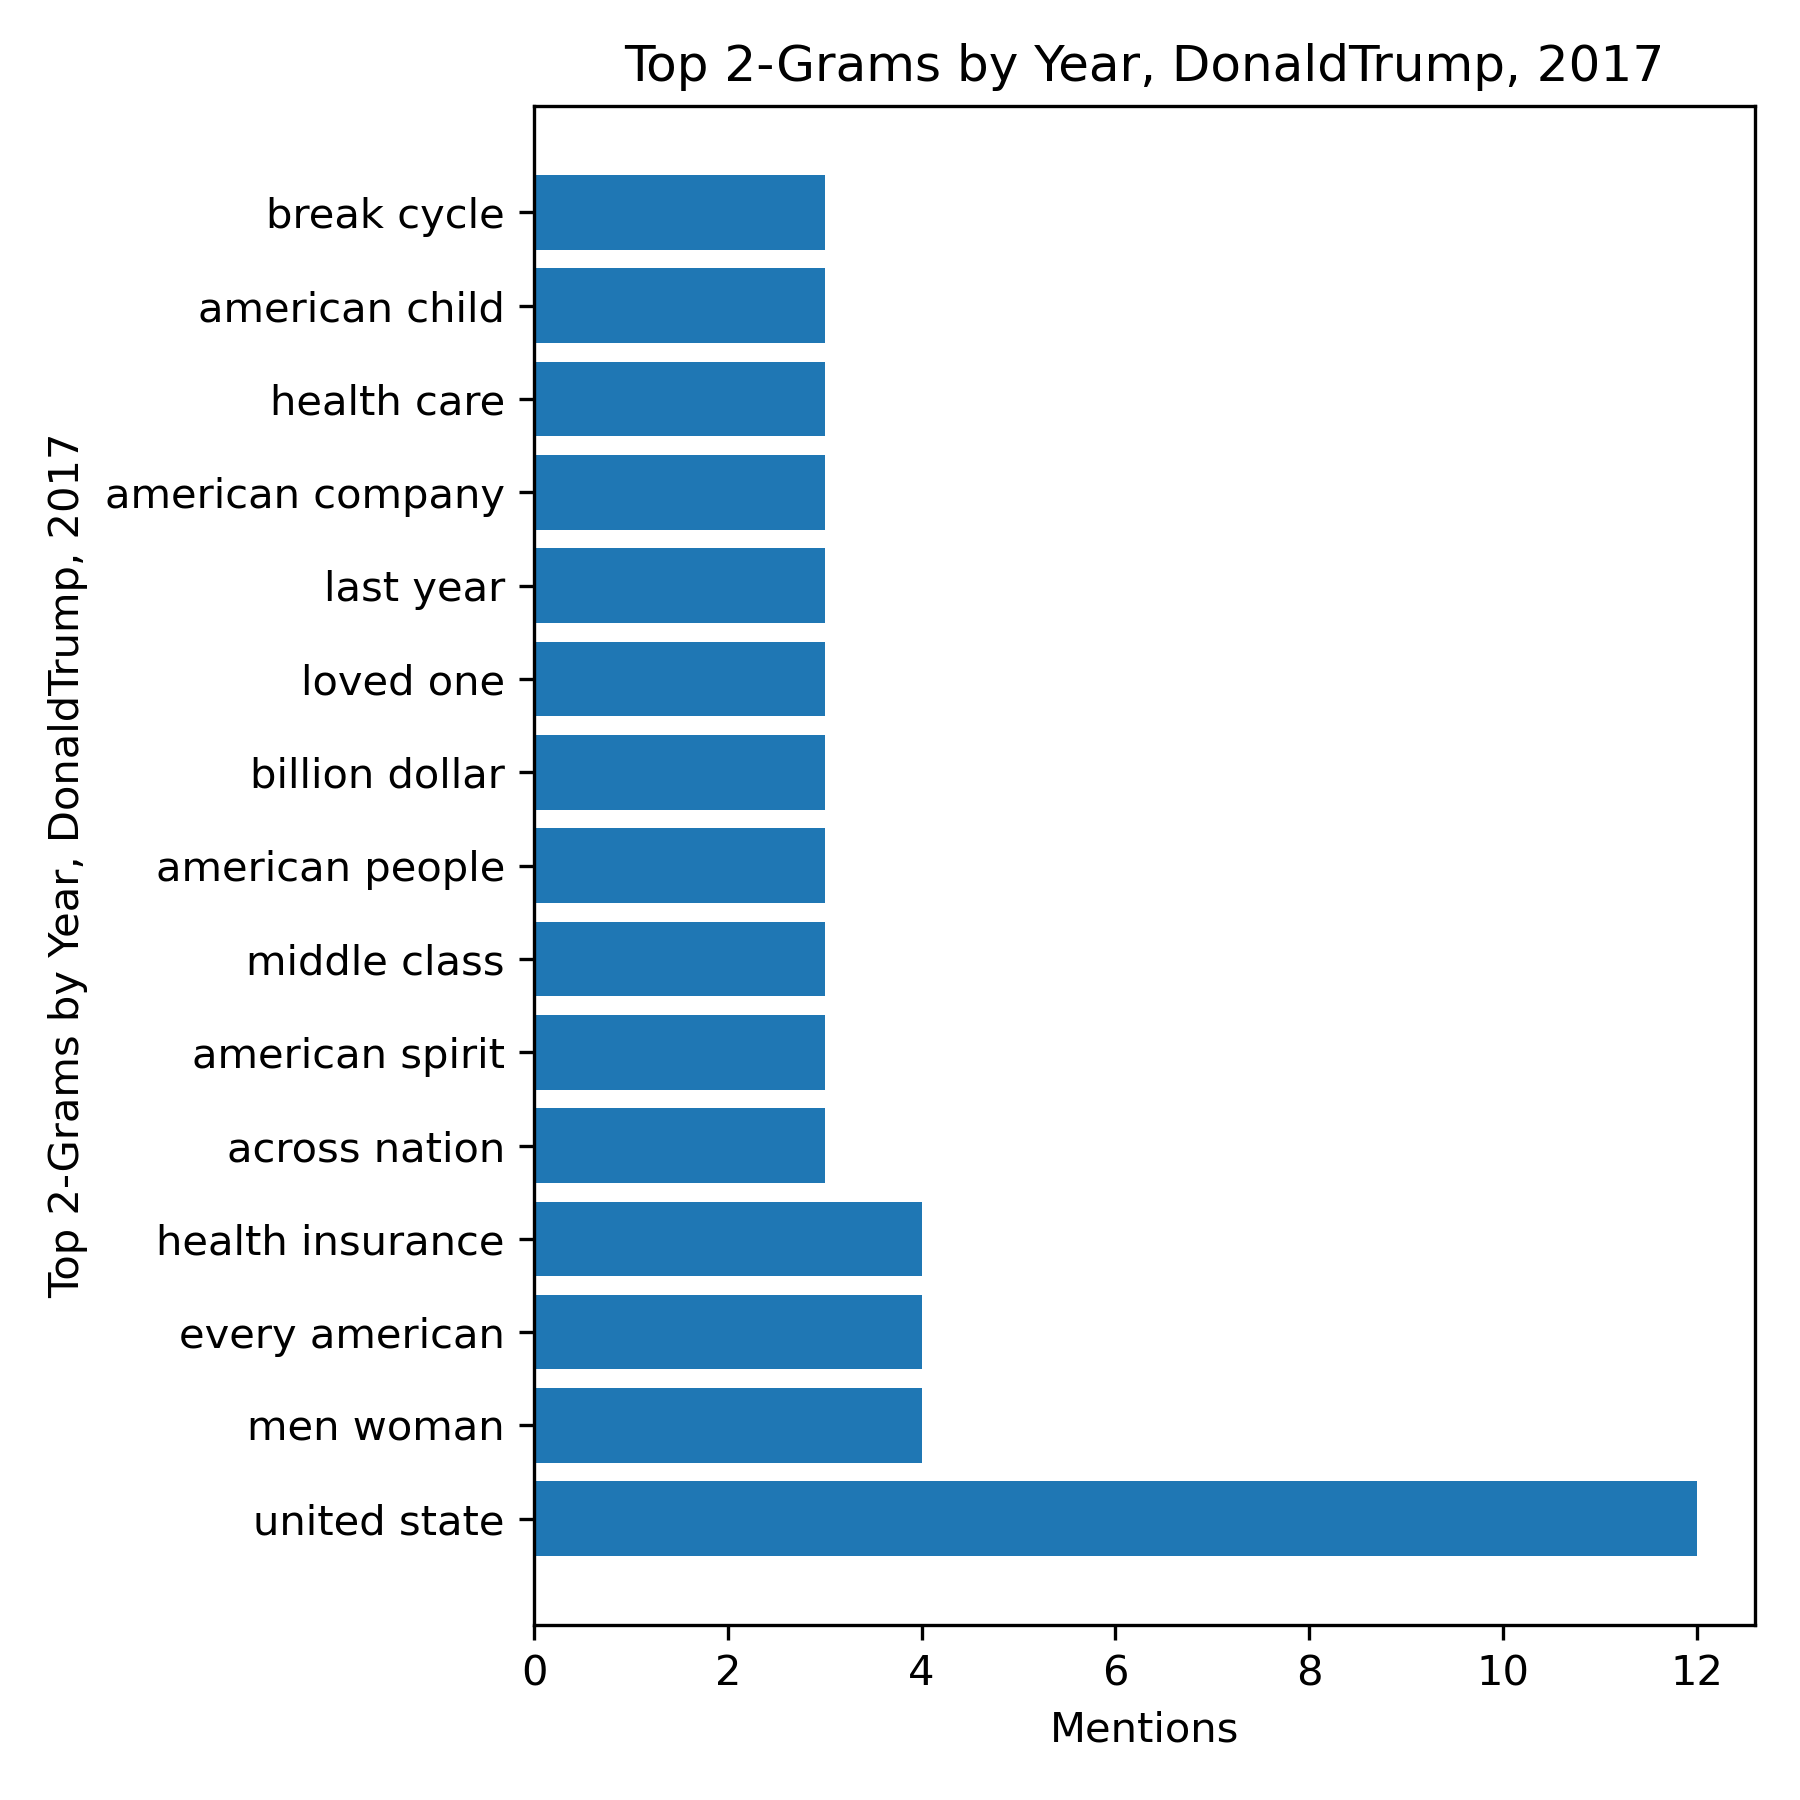 Top 2-Grams by Year, DonaldTrump, 2017
Top 2-Grams by Year, DonaldTrump, 2017
break cycle
american child
health care
american company
last year
loved one
billion dollar
american people
middle class
american spirit
across nation
health insurance
every american
men woman
united state
0 2 4 6 8 10 12
Mentions